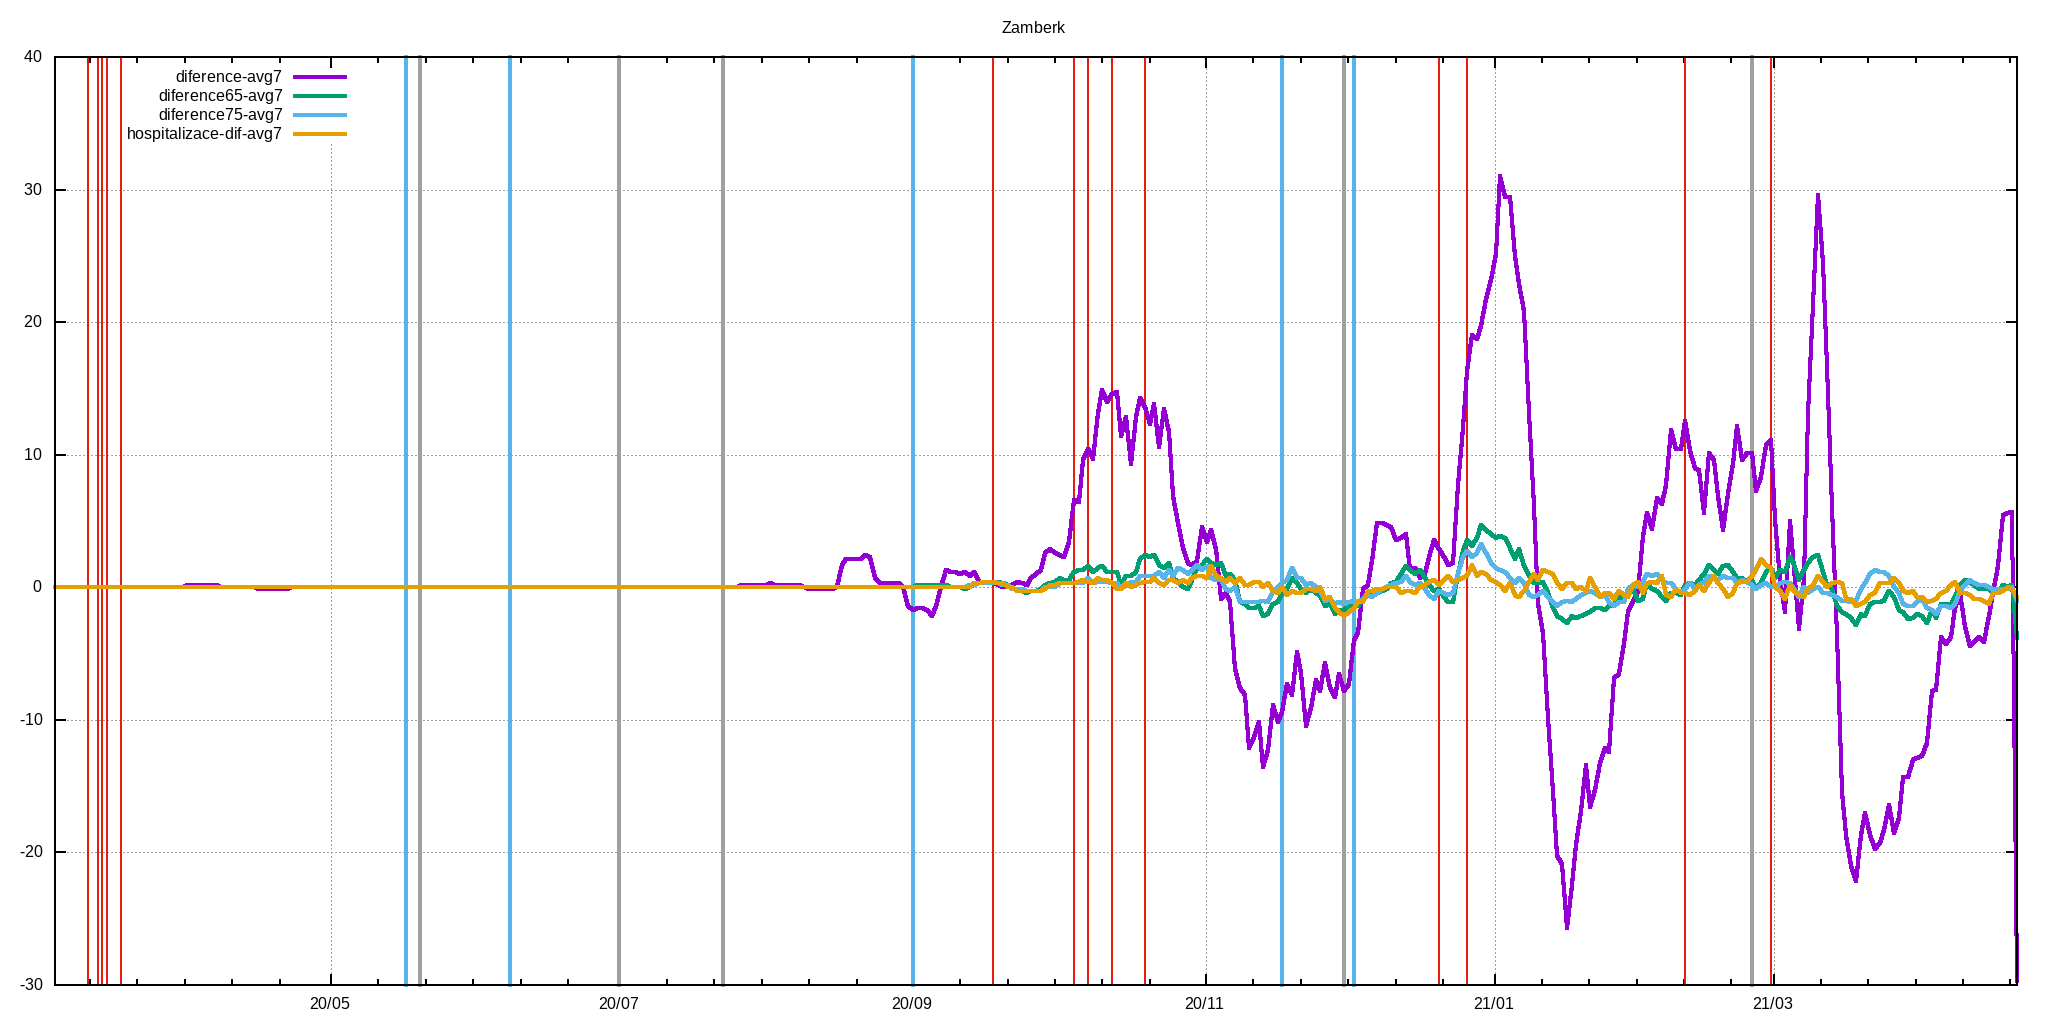 Zamberk
diference-avg7
diference65-avg7
diference75-avg7
hospitalizace-dif-avg7
40
30
20
10
0
-10
-20
-30
20/05 20/07 20/09 20/11 21/01 21/03